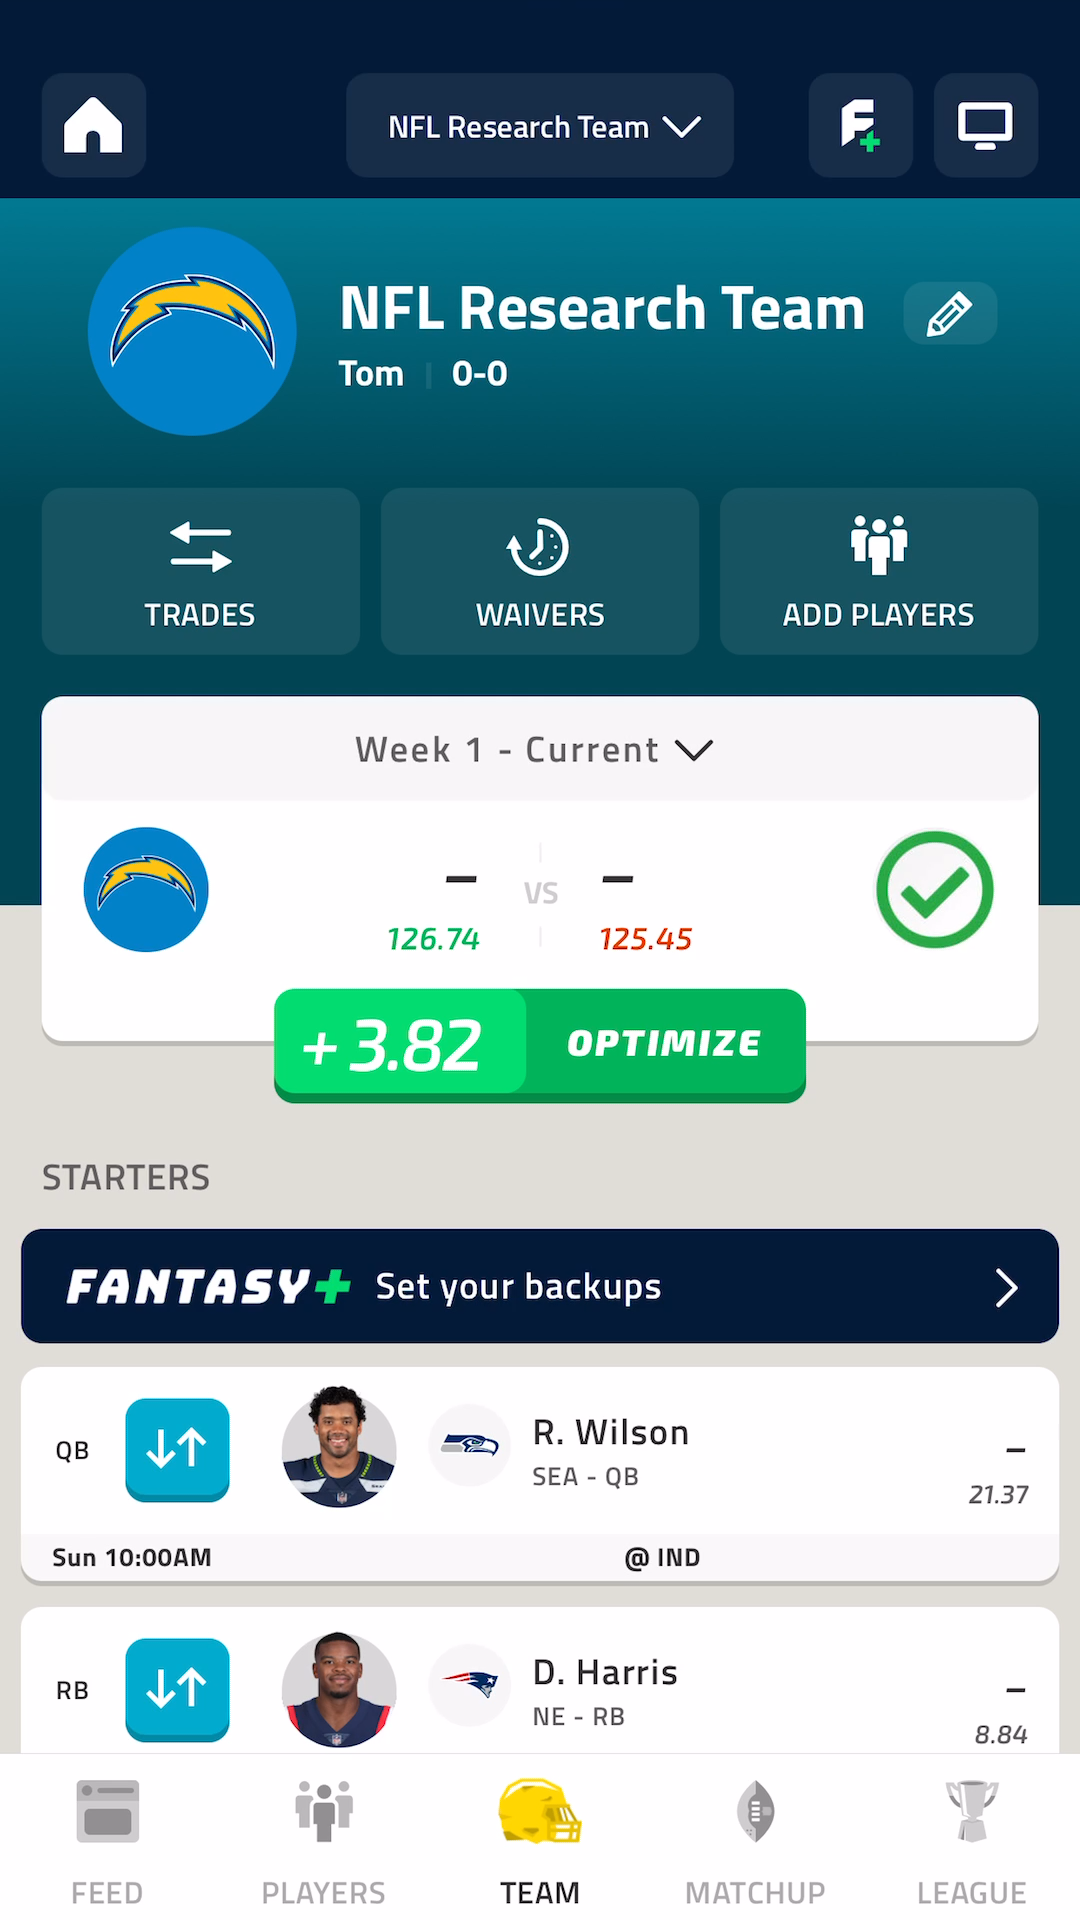 NFL Research Team
NFL Research Team
Tom 0-0
TRADES WAIVERS ADD PLAYERS
Week 1 - Current
– VS –
126.74 125.45
+ 3.82 OPTIMIZE
STARTERS
FANTASY+ Set your backups
QB R. Wilson –
SEA - QB 21.37
Sun 10:00AM @ IND
RB D. Harris –
NE - RB 8.84
FEED PLAYERS TEAM MATCHUP LEAGUE